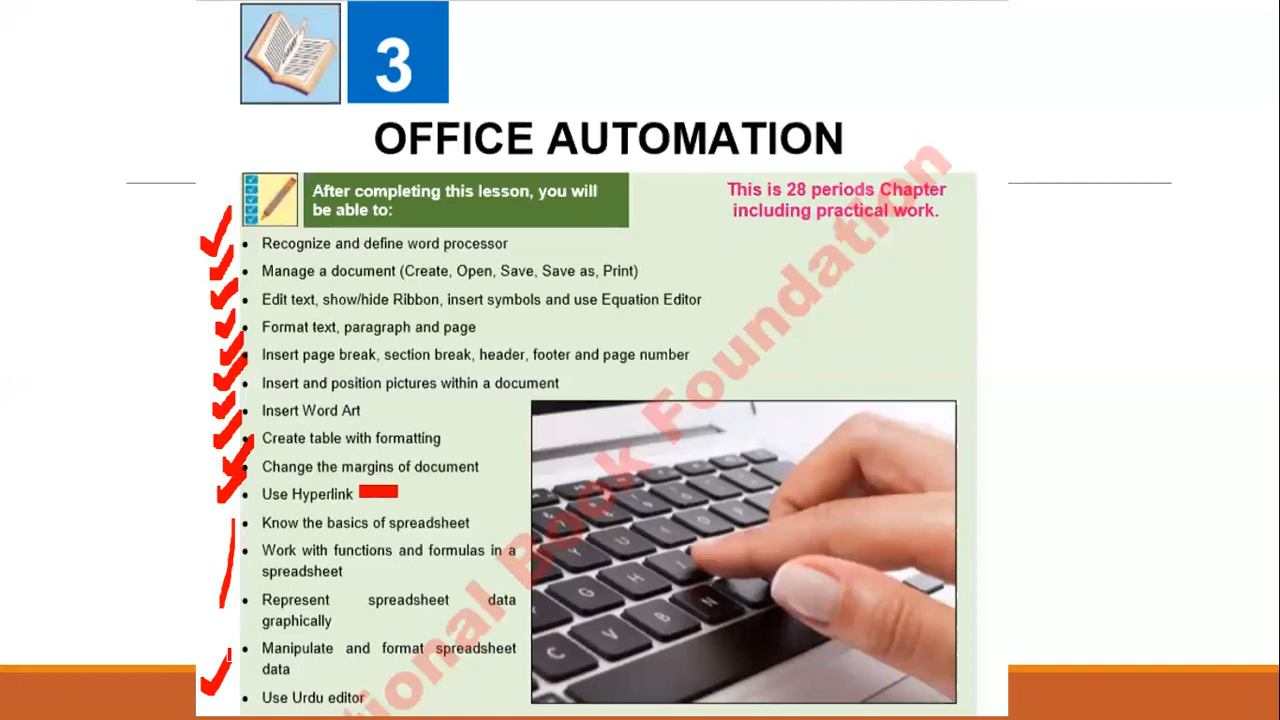 3
OFFICE AUTOMATION
After completing this lesson, you will
be able to:
This is 28 periods Chapter
including practical work.
• Recognize and define word processor
• Manage a document (Create, Open, Save, Save as, Print)
• Edit text, show/hide Ribbon, insert symbols and use Equation Editor
• Format text, paragraph and page
• Insert page break, section break, header, footer and page number
• Insert and position pictures within a document
• Insert Word Art
• Create table with formatting
• Change the margins of document
• Use Hyperlink
• Know the basics of spreadsheet
• Work with functions and formulas in a
spreadsheet
• Represent spreadsheet data
graphically
• Manipulate and format spreadsheet
data
• Use Urdu editor
Book Foundation